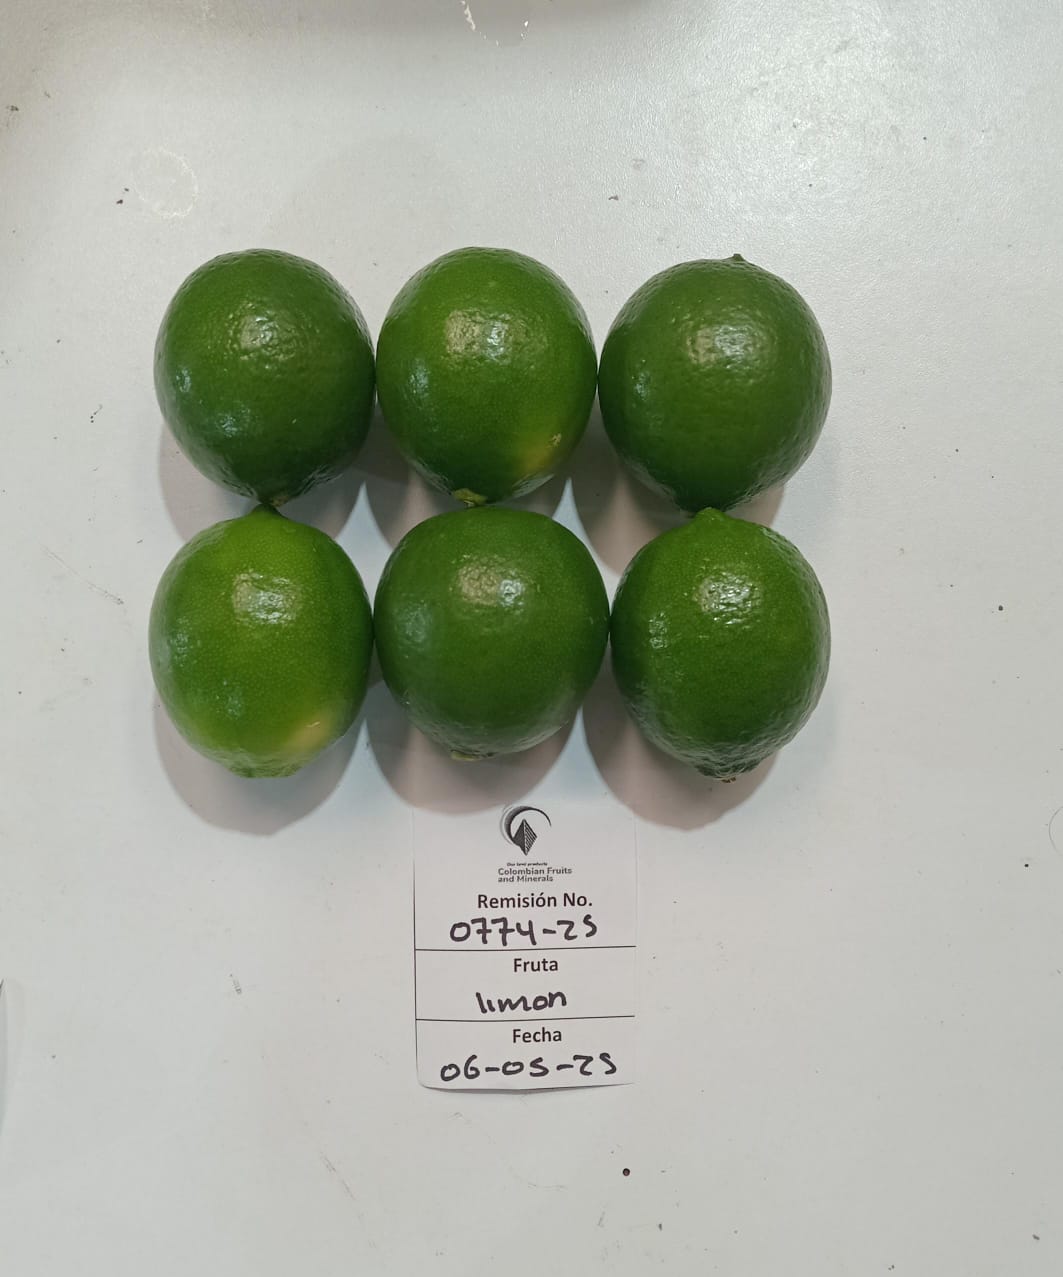 Our land products
Colombian Fruits
and Minerals
Remisión No.
0774-25
Fruta
limon
Fecha
06-05-25